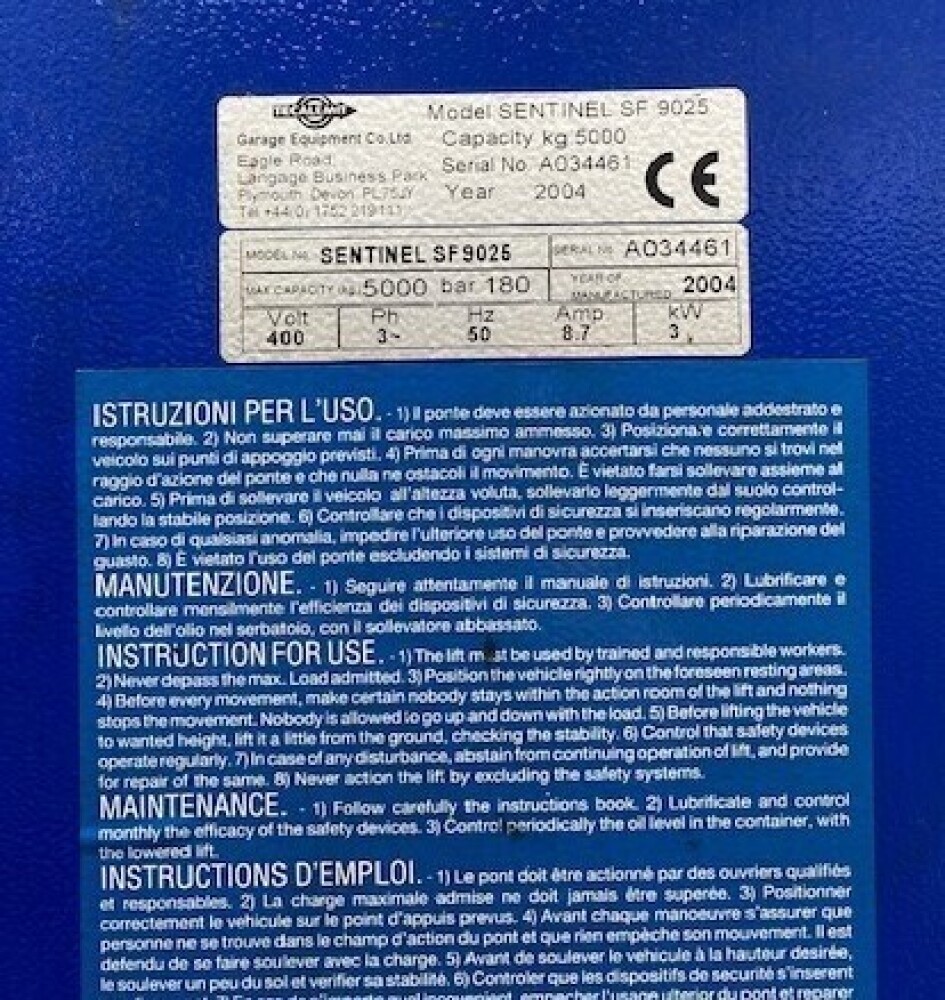 TECALEMIT
Model SENTINEL SF 9025
Garage Equipment Co.Ltd
Capacity kg 5000
Eagle Road
Serial No. A034461
Langage Business Park
Plymouth Devon PL75JY
Year 2004
Tel +44(0) 1752 219111
CE
MODEL No. SENTINEL SF9025
SERIAL No. A034461
MAX CAPACITY (kg) 5000 bar 180
YEAR OF
MANUFACTURED 2004
Volt Ph Hz Amp kW
400 3~ 50 8.7 3,
ISTRUZIONI PER L'USO. - 1) Il ponte deve essere azionato da personale addestrato e
responsabile. 2) Non superare mai il carico massimo ammesso. 3) Posizionare correttamente il
veicolo sui punti di appoggio previsti. 4) Prima di ogni manovra accertarsi che nessuno si trovi nel
raggio d'azione del ponte e che nulla ne ostacoli il movimento. È vietato farsi sollevare assieme al
carico. 5) Prima di sollevare il veicolo all'altezza voluta, sollevarlo leggermente dal suolo control-
lando la stabile posizione. 6) Controllare che i dispositivi di sicurezza si inseriscano regolarmente.
7) In caso di qualsiasi anomalia, impedire l'ulteriore uso del ponte e provvedere alla riparazione del
guasto. 8) È vietato l'uso del ponte escludendo i sistemi di sicurezza.
MANUTENZIONE. - 1) Seguire attentamente il manuale di istruzioni. 2) Lubrificare e
controllare mensilmente l'efficienza dei dispositivi di sicurezza. 3) Controllare periodicamente il
livello dell'olio nel serbatoio, con il sollevatore abbassato.
INSTRUCTION FOR USE. - 1) The lift must be used by trained and responsible workers.
2) Never depass the max. Load admitted. 3) Position the vehicle rightly on the foreseen resting areas.
4) Before every movement, make certain nobody stays within the action room of the lift and nothing
stops the movement. Nobody is allowed to go up and down with the load. 5) Before lifting the vehicle
to wanted height, lift it a little from the ground, checking the stability. 6) Control that safety devices
operate regularly. 7) In case of any disturbance, abstain from continuing operation of lift, and provide
for repair of the same. 8) Never action the lift by excluding the safety systems.
MAINTENANCE. - 1) Follow carefully the instructions book. 2) Lubrificate and control
monthly the efficacy of the safety devices. 3) Control periodically the oil level in the container, with
the lowered lift.
INSTRUCTIONS D'EMPLOI. - 1) Le pont doit être actionné par des ouvriers qualifiés
et responsables. 2) La charge maximale admise ne doit jamais être superée. 3) Positionner
correctement le vehicule sur le point d'appuis prevus. 4) Avant chaque manoeuvre s'assurer que
personne ne se trouve dans le champ d'action du pont et que rien empêche son mouvement. Il est
defendu de se faire soulever avec la charge. 5) Avant de soulever le vehicule à la hauteur desirée,
le soulever un peu du sol et verifier sa stabilité. 6) Controler que les dispositifs de securité s'inserent